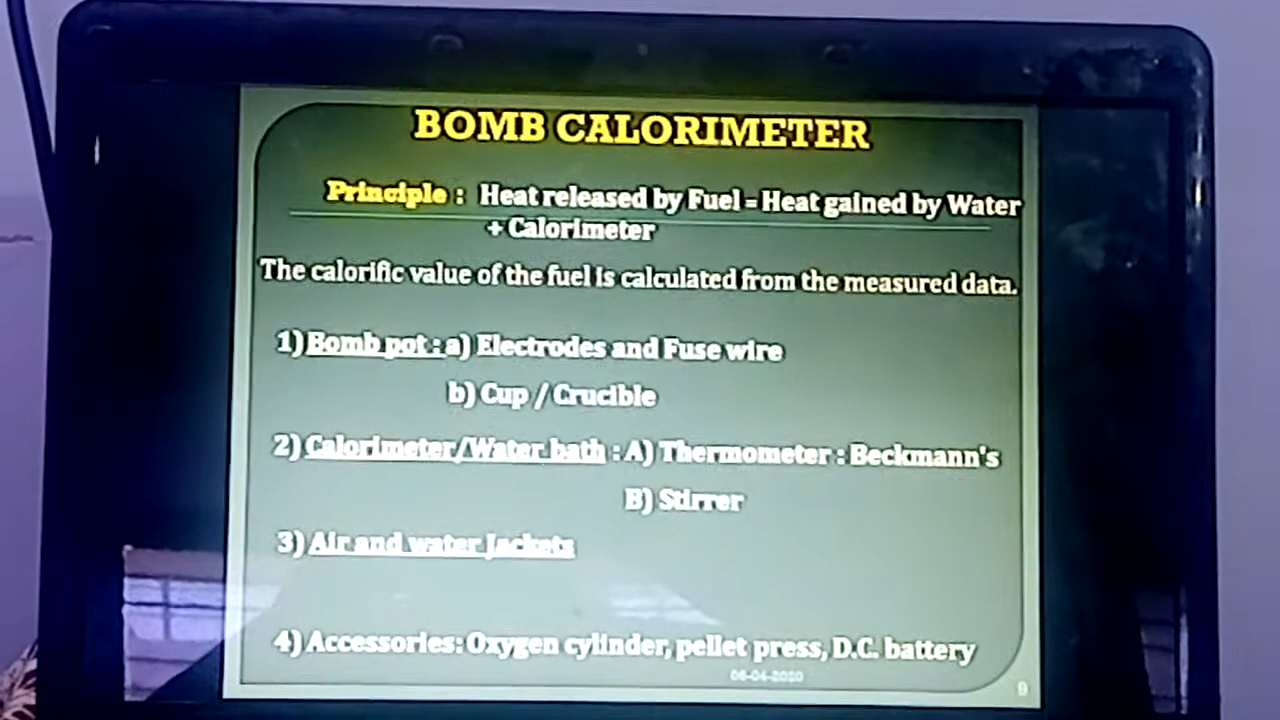 BOMB CALORIMETER
Principle : Heat released by Fuel = Heat gained by Water
+ Calorimeter
The calorific value of the fuel is calculated from the measured data.
1) Bomb pot : a) Electrodes and Fuse wire
b) Cup / Crucible
2) Calorimeter/Water bath : A) Thermometer : Beckmann's
B) Stirrer
3) Air and water Jackets
4) Accessories: Oxygen cylinder, pellet press, D.C. battery
06-04-2020
9